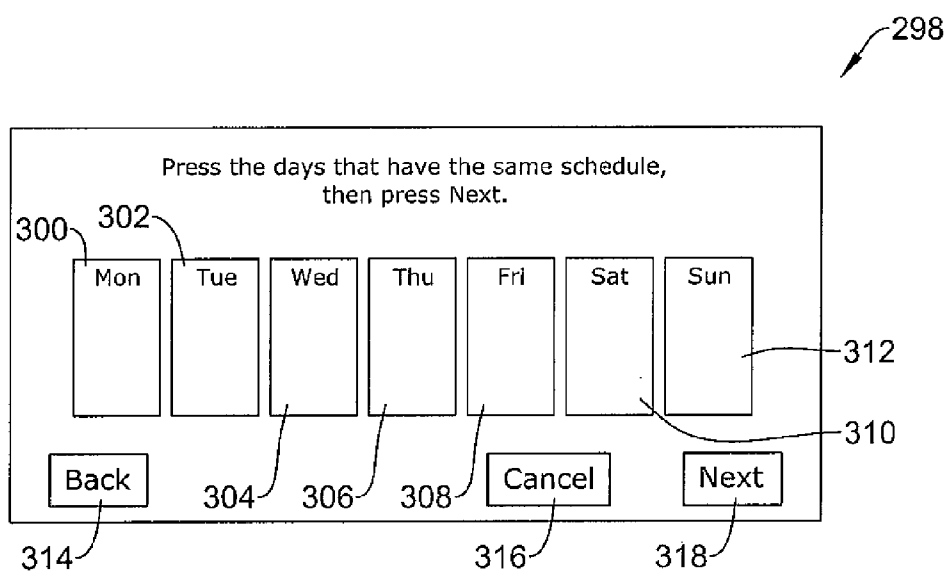 298
Press the days that have the same schedule,
then press Next.
300
302
Mon
Tue
Wed
Thu
Fri
Sat
Sun
312
310
Back
304
306
308
Cancel
Next
314
316
318